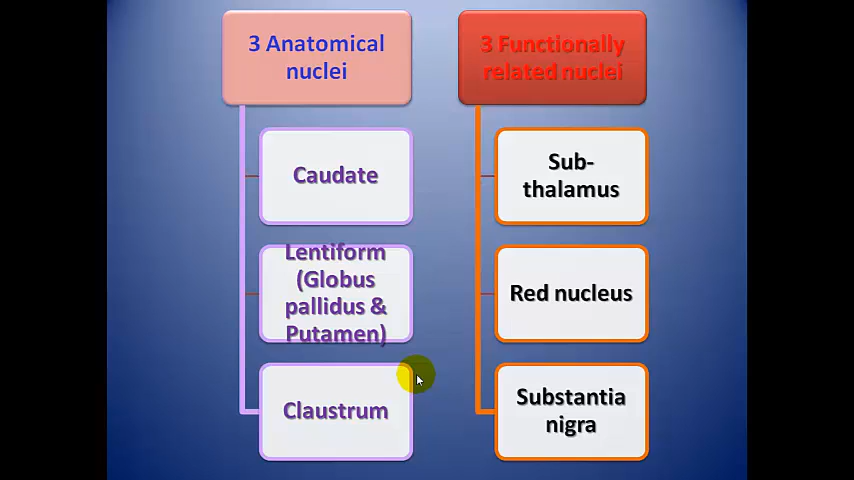 3 Anatomical
nuclei
Caudate
Lentiform
(Globus
pallidus &
Putamen)
Claustrum
3 Functionally
related nuclei
Sub-
thalamus
Red nucleus
Substantia
nigra